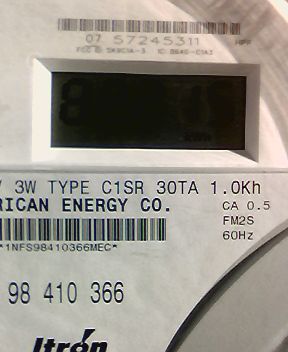 07 57245311
3W TYPE C1SR 30TA 1.0Kh
RICAN ENERGY CO.
CA 0.5
FM2S
60Hz
*1NFS98410366MEC*
98 410 366
Itrón